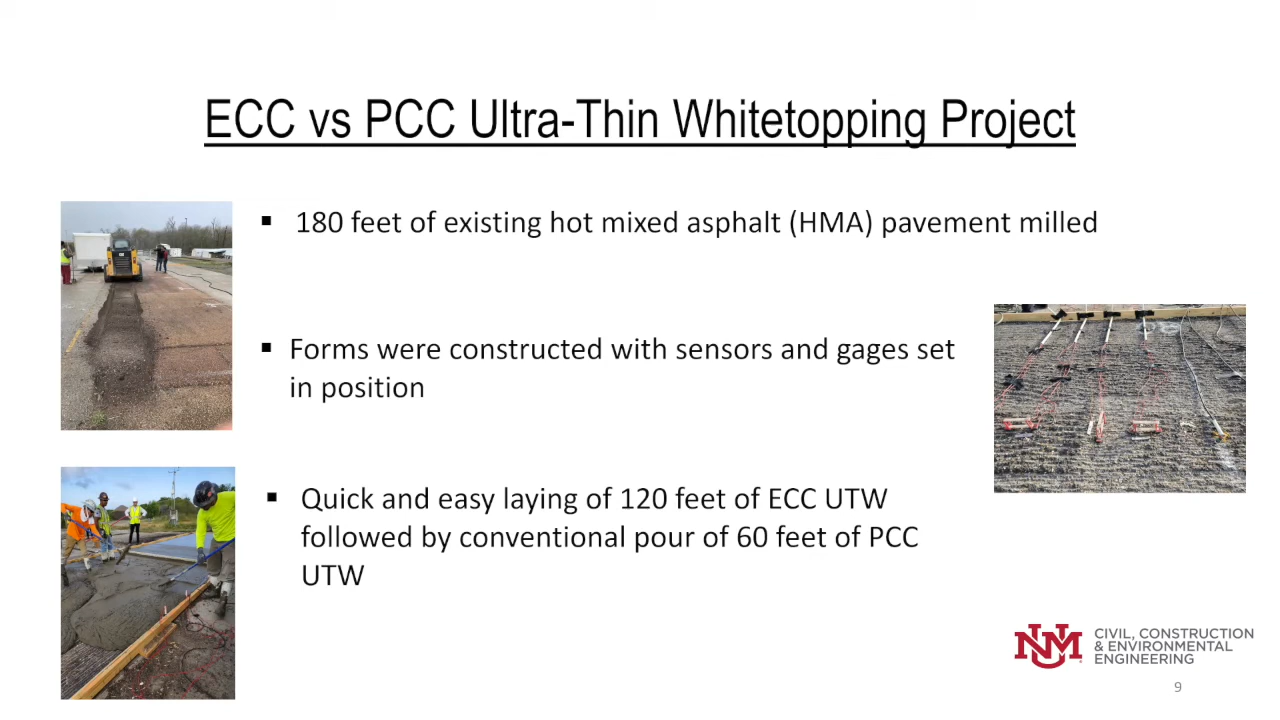 ECC vs PCC Ultra-Thin Whitetopping Project
▪ 180 feet of existing hot mixed asphalt (HMA) pavement milled
▪ Forms were constructed with sensors and gages set
in position
▪ Quick and easy laying of 120 feet of ECC UTW
followed by conventional pour of 60 feet of PCC
UTW
UNM
CIVIL, CONSTRUCTION
& ENVIRONMENTAL
ENGINEERING
9